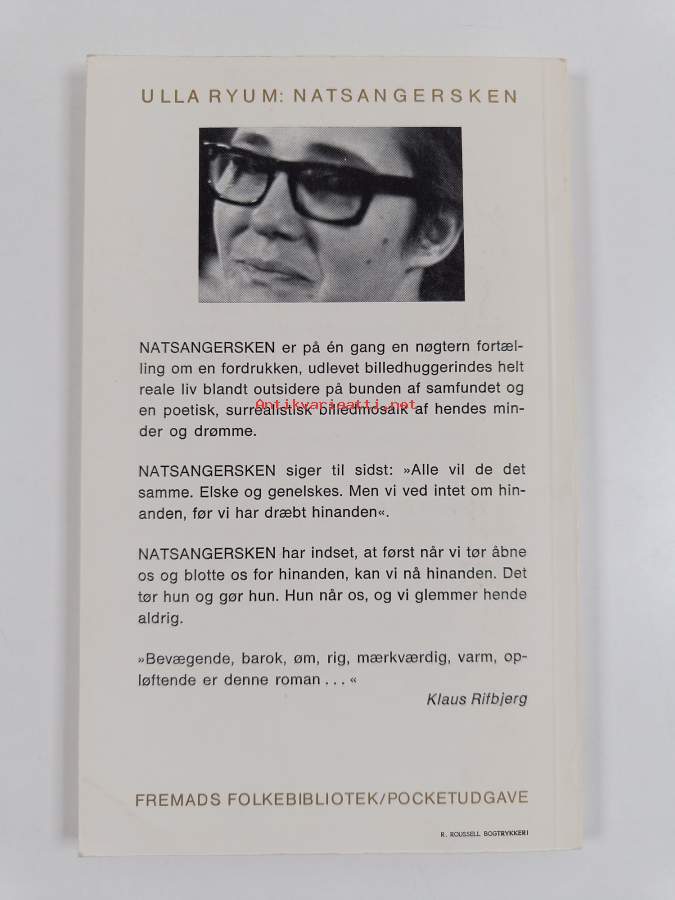 ULLA RYUM: NATSANGERSKEN
NATSANGERSKEN er på én gang en nøgtern fortæl-
ling om en fordrukken, udlevet billedhuggerindes helt
reale liv blandt outsidere på bunden af samfundet og
en poetisk, surrealistisk billedmosaik af hendes min-
Antikvariaatti.net
der og drømme.
NATSANGERSKEN siger til sidst: »Alle vil de det
samme. Elske og genelskes. Men vi ved intet om hin-
anden, før vi har dræbt hinanden«.
NATSANGERSKEN har indset, at først når vi tør åbne
os og blotte os for hinanden, kan vi nå hinanden. Det
tør hun og gør hun. Hun når os, og vi glemmer hende
aldrig.
»Bevægende, barok, øm, rig, mærkværdig, varm, op-
løftende er denne roman . . . «
Klaus Rifbjerg
FREMADS FOLKEBIBLIOTEK/POCKETUDGAVE
R. ROUSSELL BOGTRYKKERI